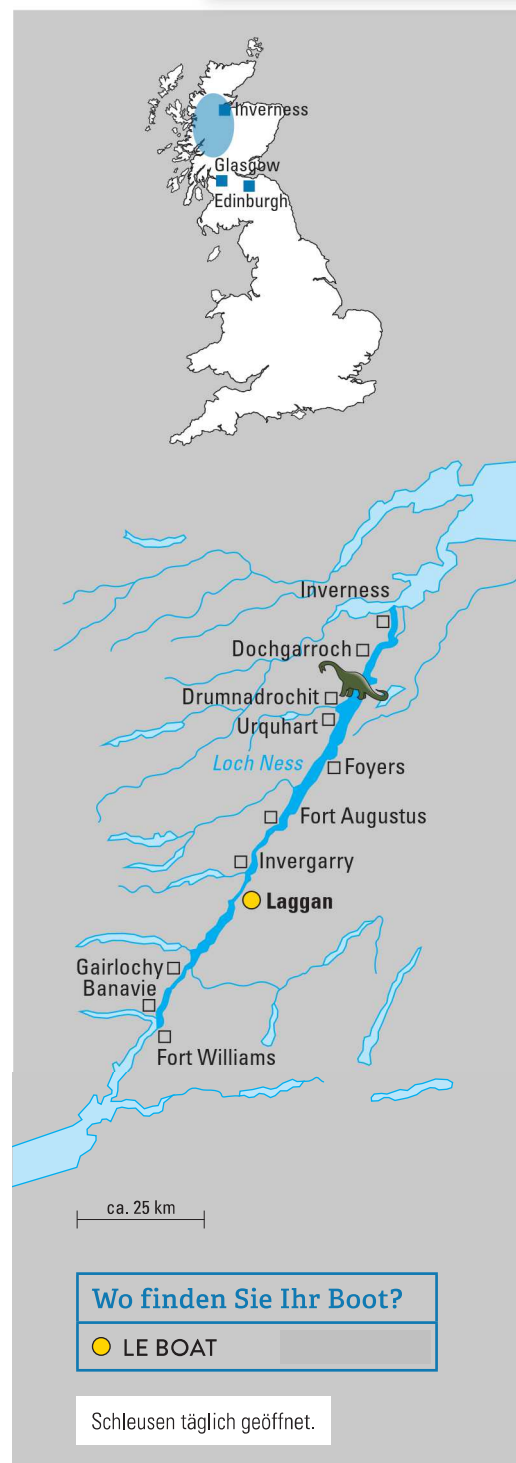 Inverness
Glasgow
Edinburgh
Inverness
Dochgarroch
Drumnadrochit
Urquhart
Loch Ness
Foyers
Fort Augustus
Invergarry
Laggan
Gairlochy
Banavie
Fort Williams
ca. 25 km
Wo finden Sie Ihr Boot?
LE BOAT
Schleusen täglich geöffnet.